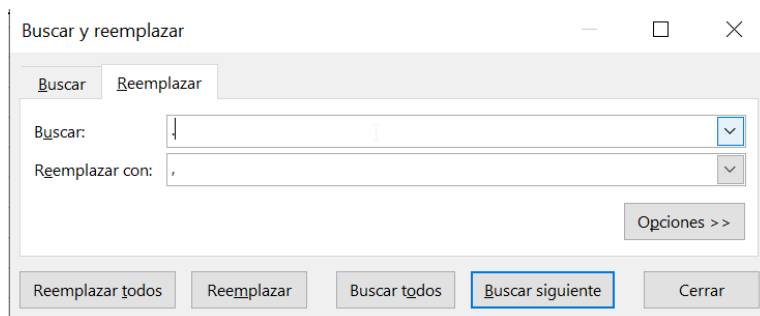 Buscar y reemplazar
Buscar Reemplazar
Buscar: .
Reemplazar con: ,
Opciones >>
Reemplazar todos Reemplazar Buscar todos Buscar siguiente Cerrar